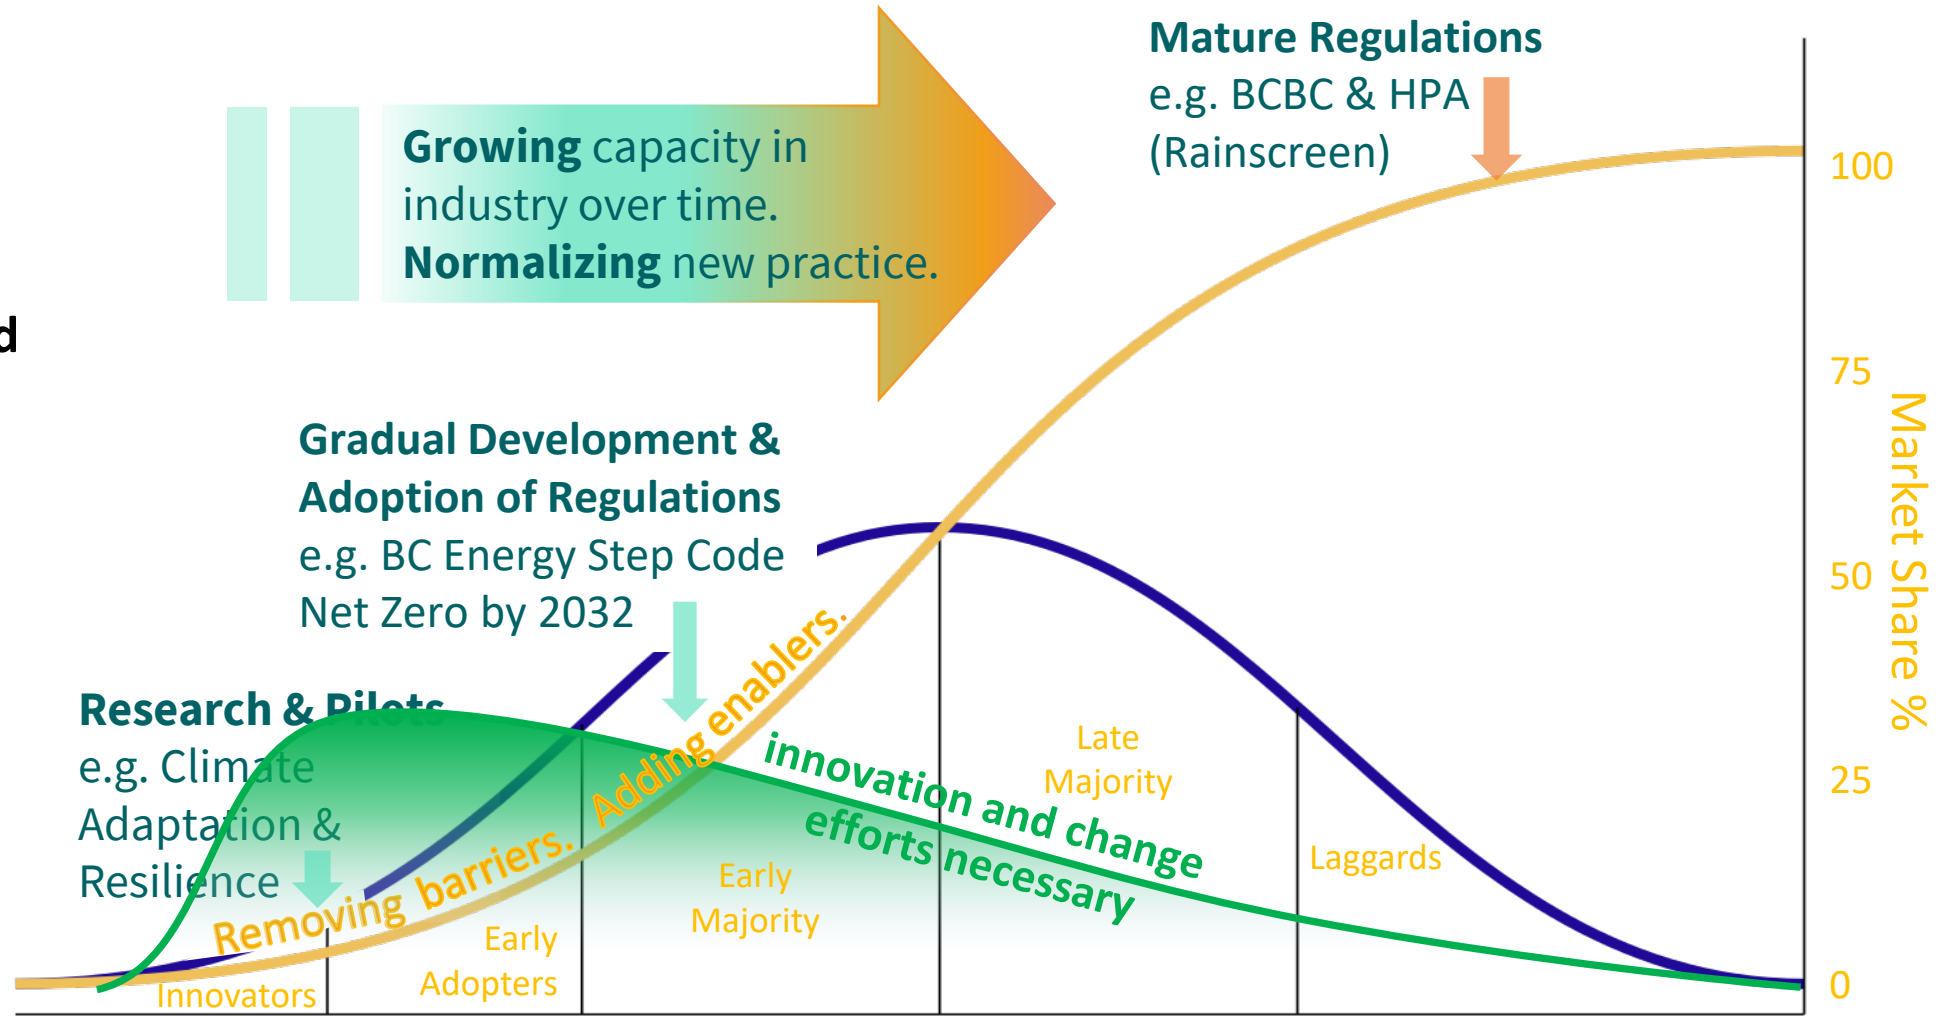 Mature Regulations
e.g. BCBC & HPA
(Rainscreen)
Growing capacity in
industry over time.
Normalizing new practice.
d
Gradual Development &
Adoption of Regulations
e.g. BC Energy Step Code
Net Zero by 2032
Research & Pilots
e.g. Climate
Adaptation &
Resilience
Removing barriers. Adding enablers.
innovation and change
efforts necessary
Innovators
Early
Adopters
Early
Majority
Late
Majority
Laggards
100
75
50
25
0
Market Share %